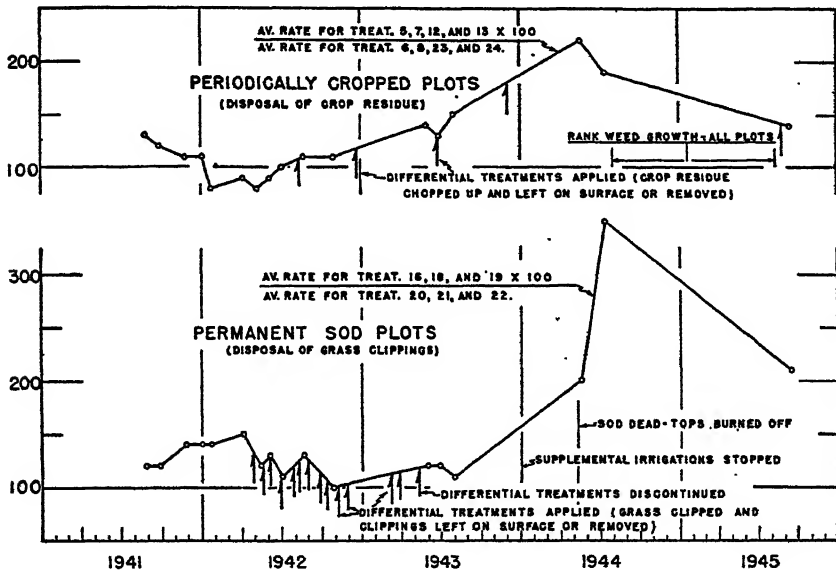 AV. RATE FOR TREAT. 5, 7, 12, AND 13 X 100
AV. RATE FOR TREAT. 6, 8, 23, AND 24.
200
PERIODICALLY CROPPED PLOTS
(DISPOSAL OF CROP RESIDUE)
RANK WEED GROWTH-ALL PLOTS
100
DIFFERENTIAL TREATMENTS APPLIED (CROP RESIDUE
CHOPPED UP AND LEFT ON SURFACE OR REMOVED)
300
AV. RATE FOR TREAT. 16, 18, AND 19 X 100
AV. RATE FOR TREAT. 20, 21, AND 22.
PERMANENT SOD PLOTS
(DISPOSAL OF GRASS CLIPPINGS)
200
SOD DEAD-TOPS BURNED OFF
SUPPLEMENTAL IRRIGATIONS STOPPED
100
DIFFERENTIAL TREATMENTS DISCONTINUED
DIFFERENTIAL TREATMENTS APPLIED (GRASS CLIPPED AND
CLIPPINGS LEFT ON SURFACE OR REMOVED)
1941 1942 1943 1944 1945